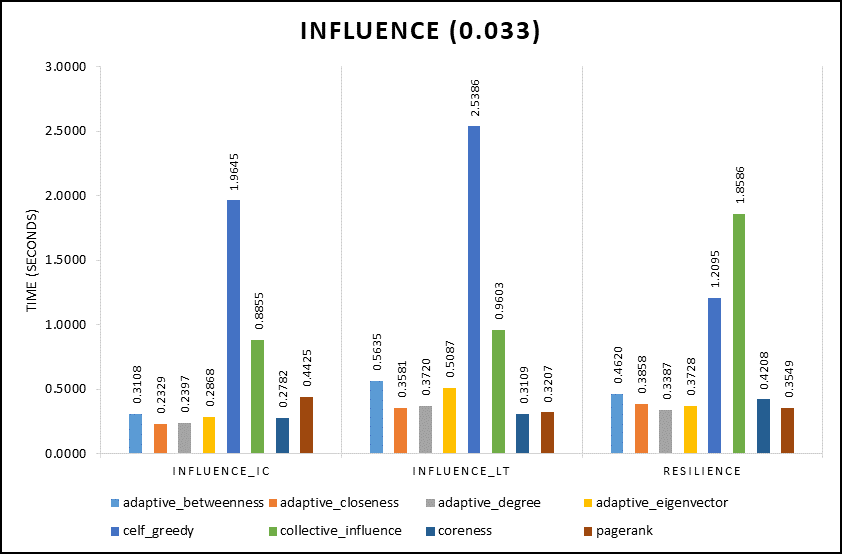 INFLUENCE (0.033)
3.0000
2.5000
2.0000
1.5000
1.0000
0.5000
0.0000
TIME (SECONDS)
0.3108 0.2329 0.2397 0.2868 1.9645 0.8855 0.2782 0.4425
0.5635 0.3581 0.3720 0.5087 2.5386 0.9603 0.3109 0.3207
0.4620 0.3858 0.3387 0.3728 1.2095 1.8586 0.4208 0.3549
INFLUENCE_IC INFLUENCE_LT RESILIENCE
adaptive_betweenness adaptive_closeness adaptive_degree adaptive_eigenvector
celf_greedy collective_influence coreness pagerank